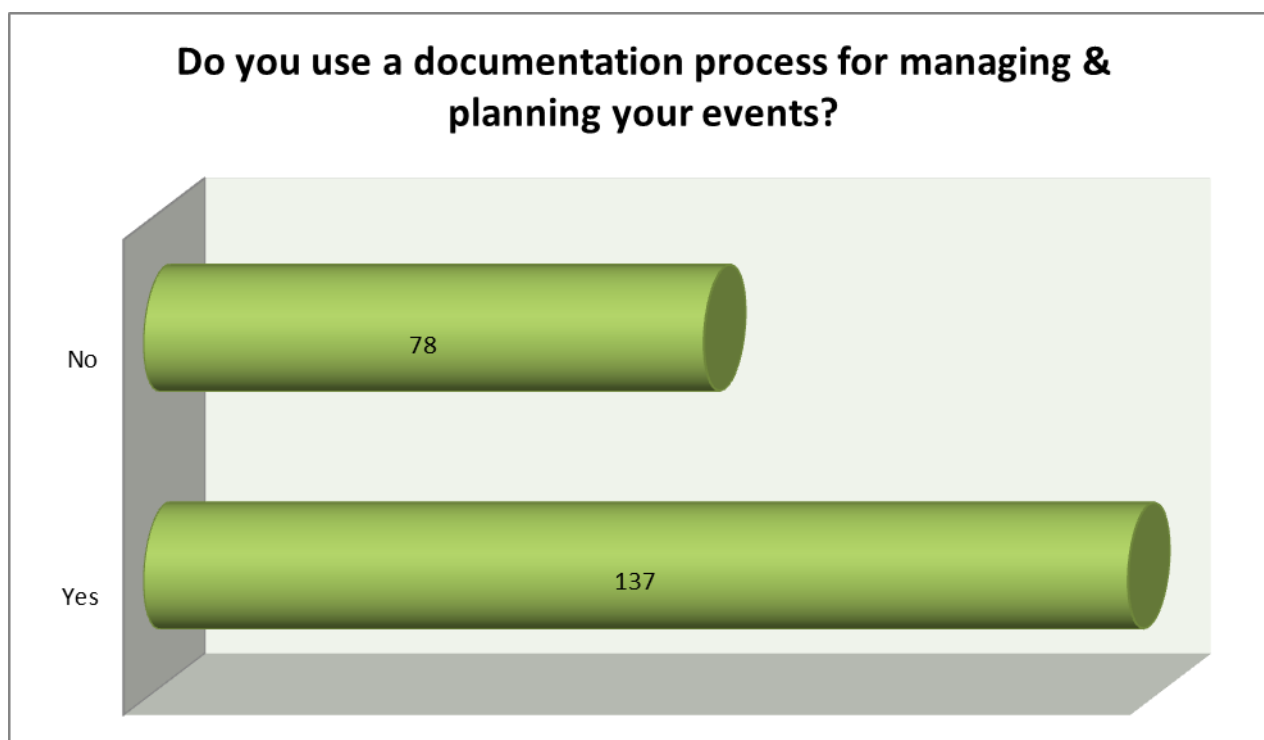 Do you use a documentation process for managing &
planning your events?
No
78
Yes
137